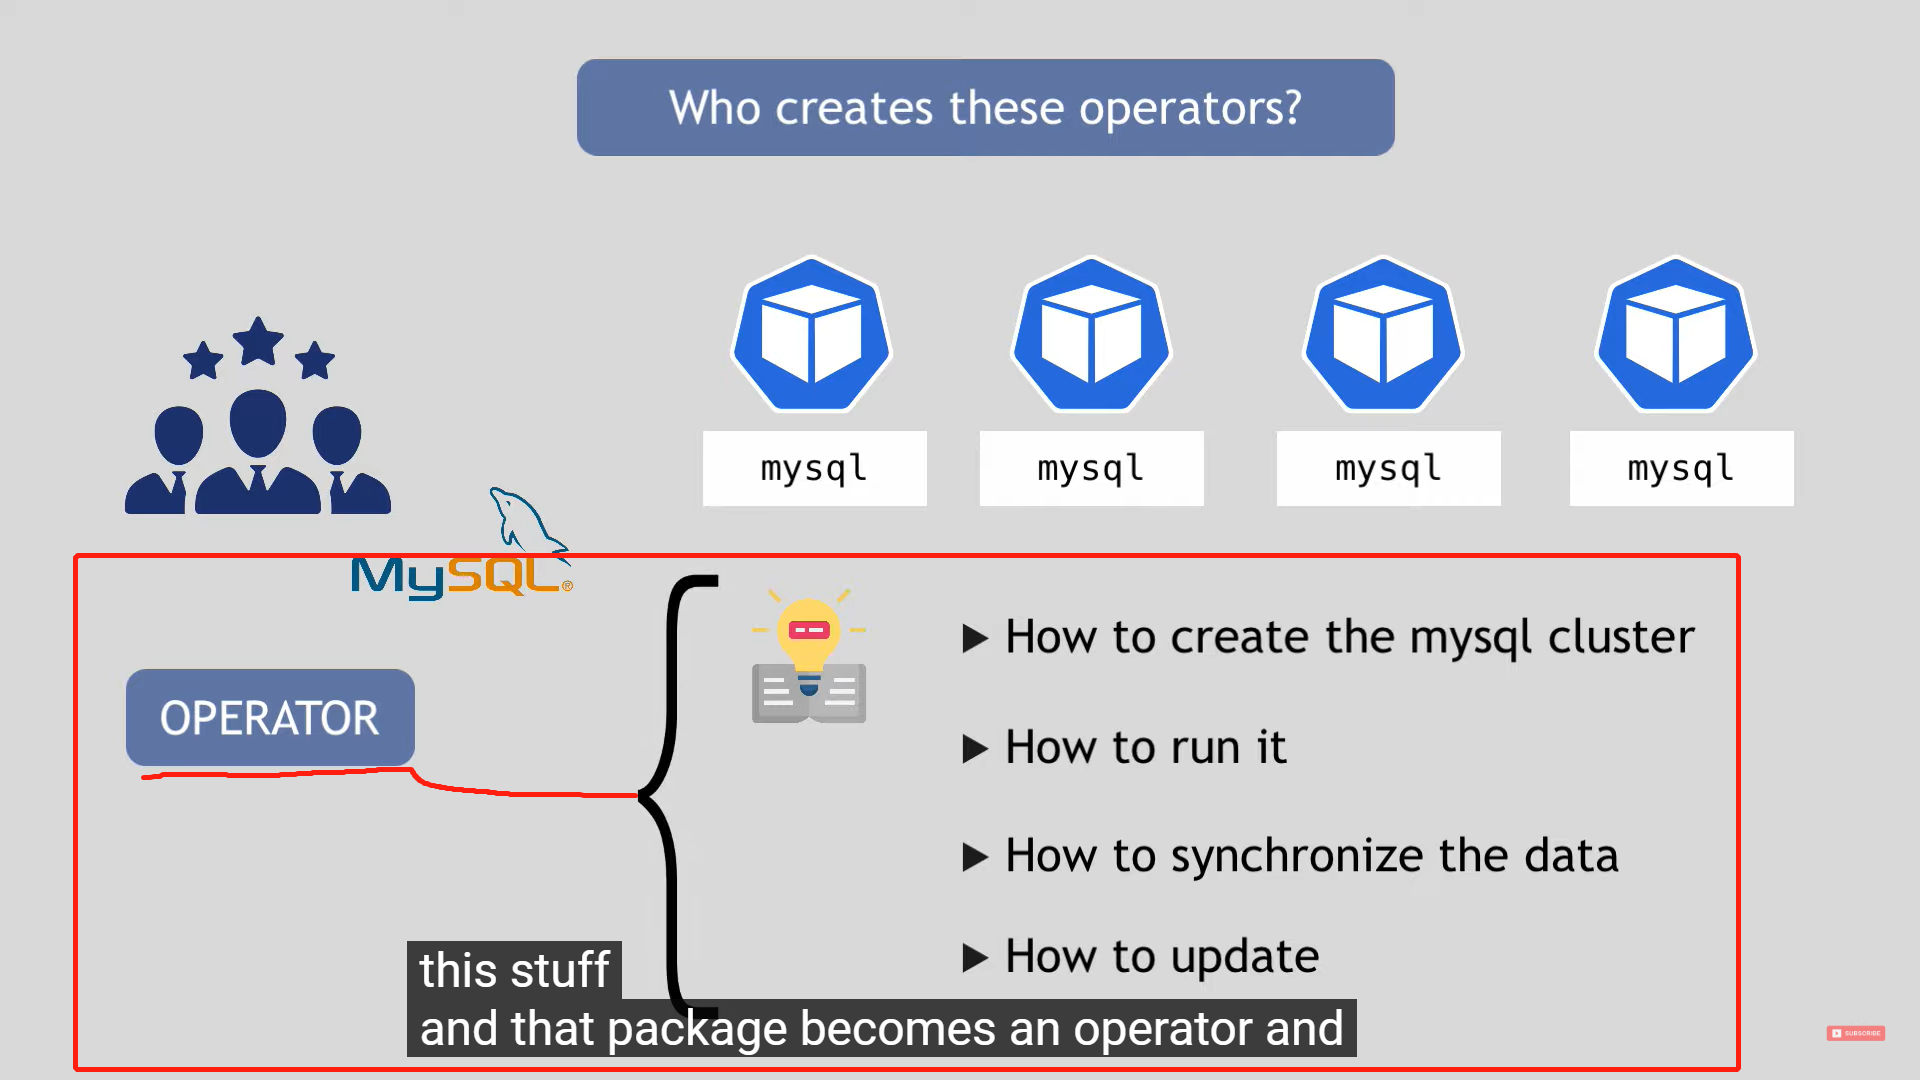 Who creates these operators?
mysql
mysql
mysql
mysql
MySQL®
OPERATOR
▶ How to create the mysql cluster
▶ How to run it
▶ How to synchronize the data
▶ How to update
this stuff
and that package becomes an operator and
SUBSCRIBE